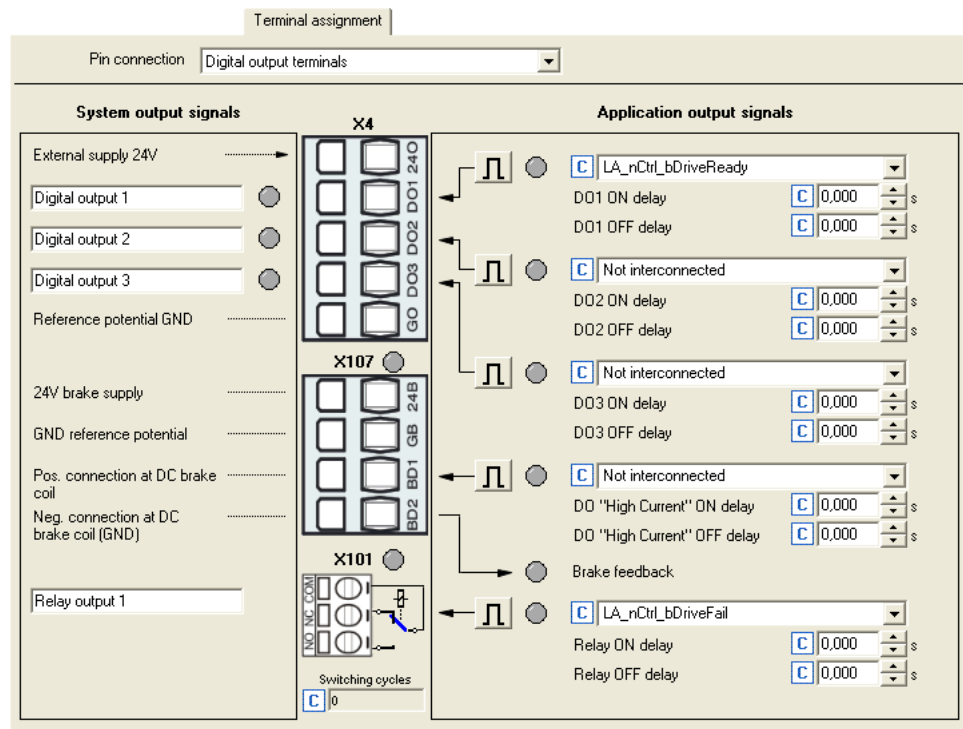 Terminal assignment
Pin connection Digital output terminals
System output signals
External supply 24V
Digital output 1
Digital output 2
Digital output 3
Reference potential GND
24V brake supply
GND reference potential
Pos. connection at DC brake
coil
Neg. connection at DC
brake coil (GND)
Relay output 1
X4
24O
DO1
DO2
DO3
GO
X107
24B
GB
BD1
BD2
X101
COM
NC
NO
Switching cycles
C 0
Application output signals
C LA_nCtrl_bDriveReady
DO1 ON delay C 0,000 s
DO1 OFF delay C 0,000 s
C Not interconnected
DO2 ON delay C 0,000 s
DO2 OFF delay C 0,000 s
C Not interconnected
DO3 ON delay C 0,000 s
DO3 OFF delay C 0,000 s
C Not interconnected
DO "High Current" ON delay C 0,000 s
DO "High Current" OFF delay C 0,000 s
Brake feedback
C LA_nCtrl_bDriveFail
Relay ON delay C 0,000 s
Relay OFF delay C 0,000 s